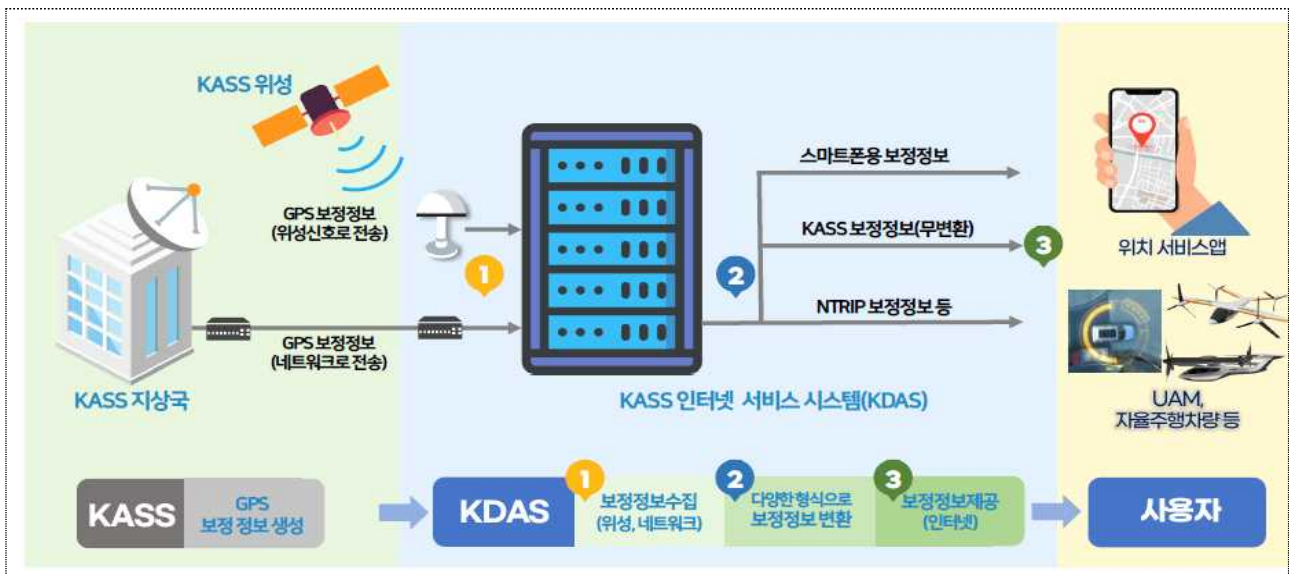 KASS 위성
GPS 보정정보
(위성신호로 전송)
GPS 보정정보
(네트워크로 전송)
KASS 지상국
1
2
스마트폰용 보정정보
KASS 보정정보(무변환)
NTRIP 보정정보 등
3
KASS 인터넷 서비스 시스템(KDAS)
위치 서비스앱
UAM,
자율주행차량 등
KASS
GPS
보정 정보 생성
KDAS
1
보정정보수집
(위성, 네트워크)
2
다양한 형식으로
보정정보 변환
3
보정정보제공
(인터넷)
사용자